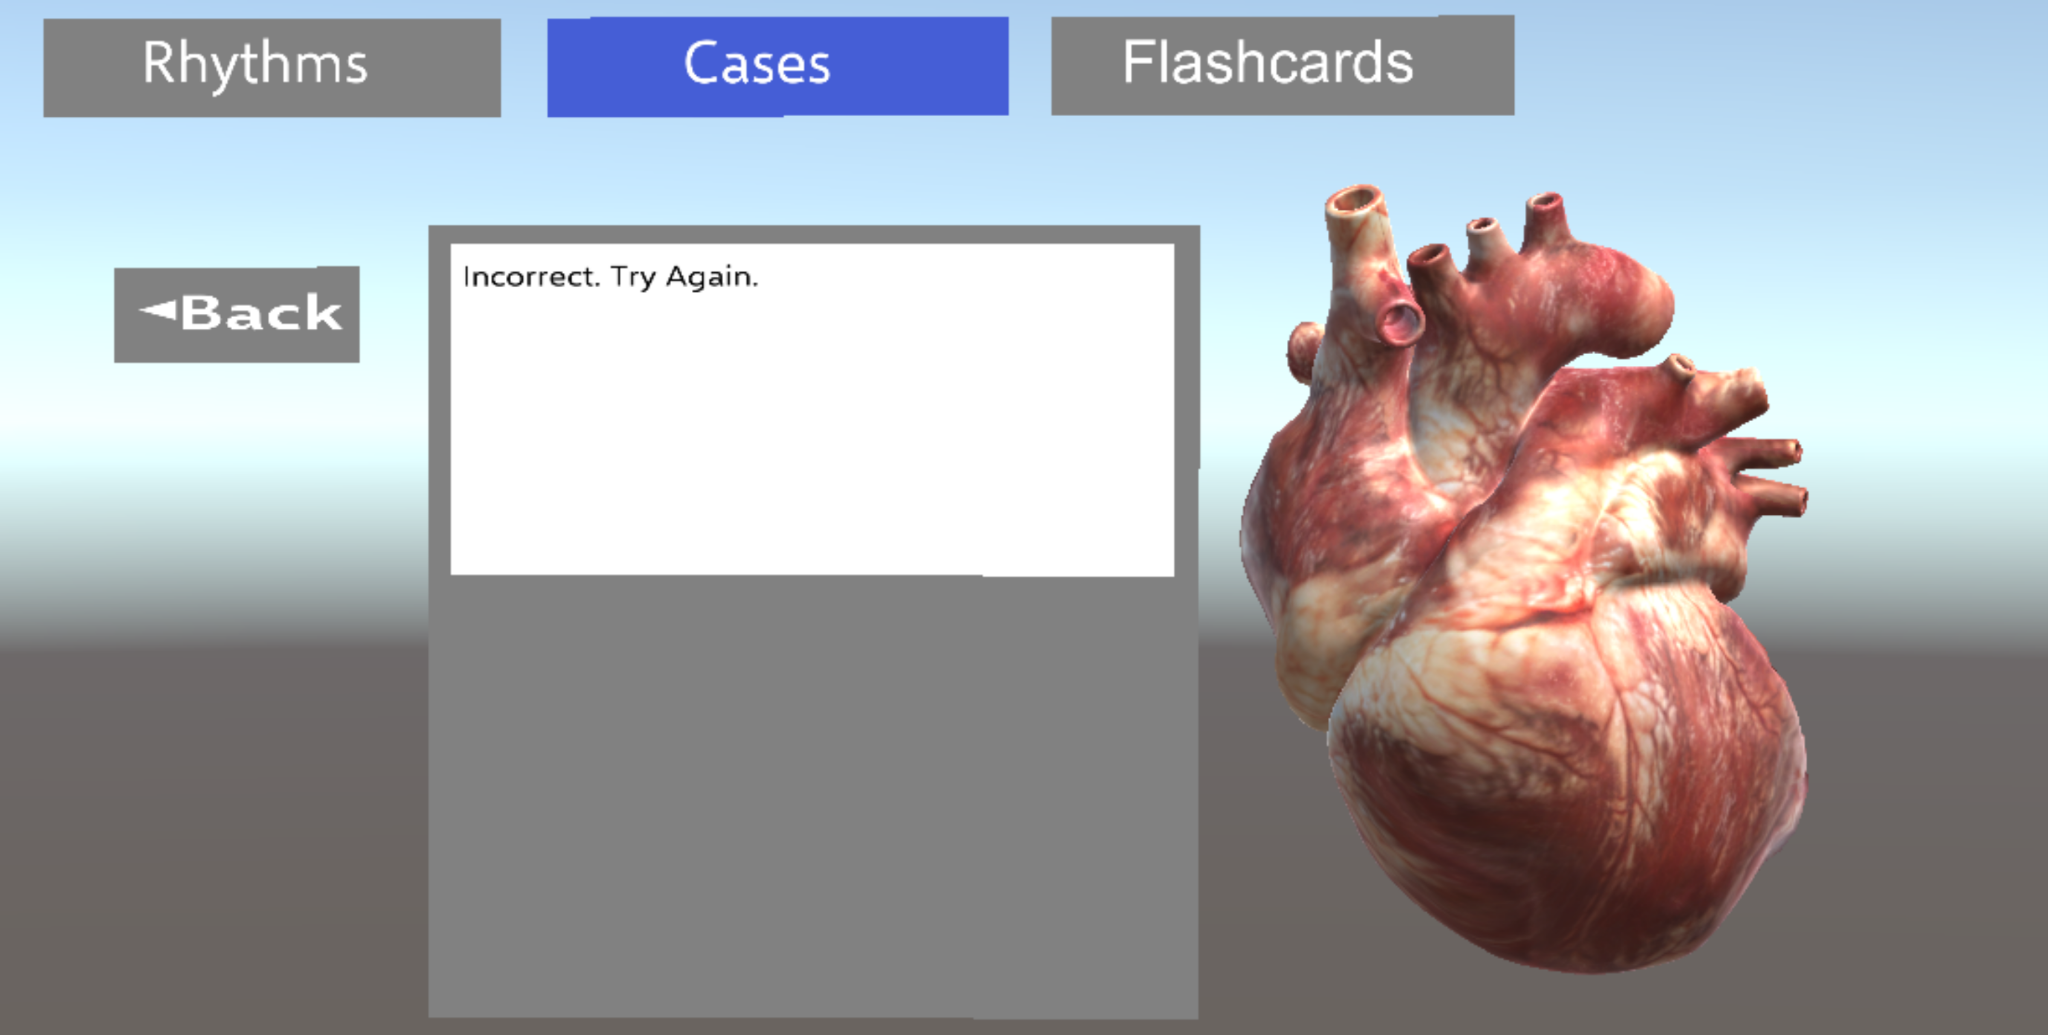 Rhythms
Cases
Flashcards
◄Back
Incorrect. Try Again.